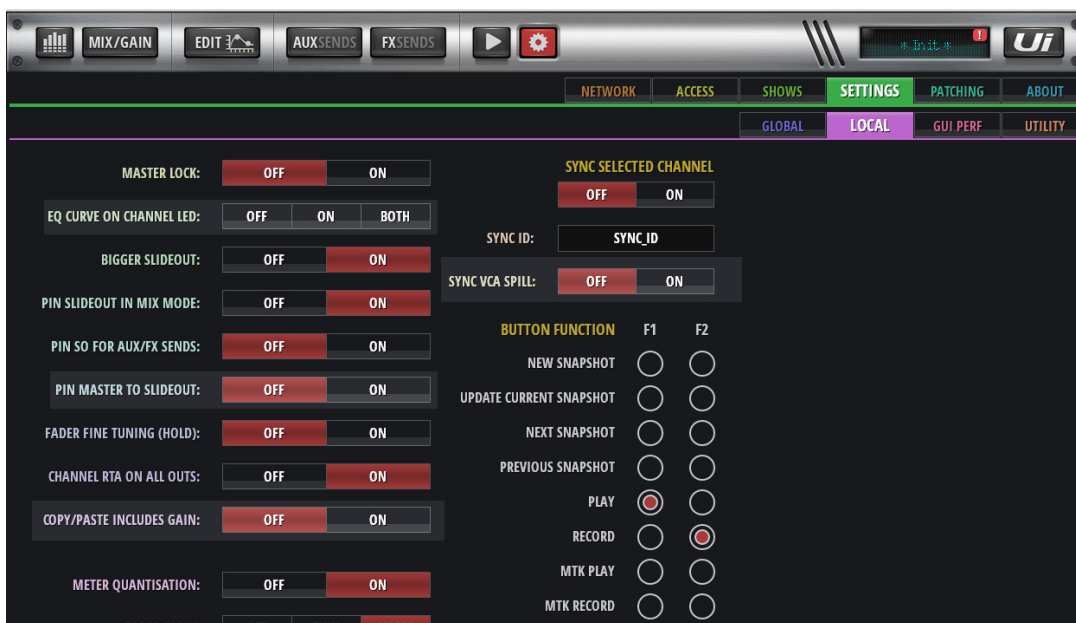 MIX/GAIN EDIT AUXSENDS FXSENDS * Init * ! Ui
NETWORK ACCESS SHOWS SETTINGS PATCHING ABOUT
GLOBAL LOCAL GUI PERF UTILITY
MASTER LOCK: OFF ON
EQ CURVE ON CHANNEL LED: OFF ON BOTH
BIGGER SLIDEOUT: OFF ON
PIN SLIDEOUT IN MIX MODE: OFF ON
PIN SO FOR AUX/FX SENDS: OFF ON
PIN MASTER TO SLIDEOUT: OFF ON
FADER FINE TUNING (HOLD): OFF ON
CHANNEL RTA ON ALL OUTS: OFF ON
COPY/PASTE INCLUDES GAIN: OFF ON
METER QUANTISATION: OFF ON
SYNC SELECTED CHANNEL
OFF ON
SYNC ID: SYNC_ID
SYNC VCA SPILL: OFF ON
BUTTON FUNCTION F1 F2
NEW SNAPSHOT
UPDATE CURRENT SNAPSHOT
NEXT SNAPSHOT
PREVIOUS SNAPSHOT
PLAY
RECORD
MTK PLAY
MTK RECORD